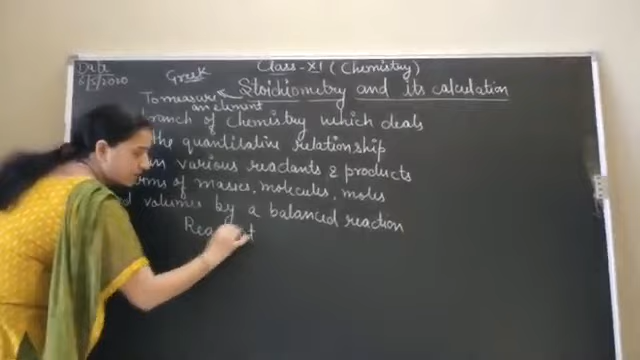 Date
Class-XI (Chemistry)
6/5/2020
Greek
Stoichiometry and its calculation
To measure
an element
branch of chemistry which deals
the quantitative relationship
various reactants & products
of masses, molecules, moles
volumes by a balanced reaction